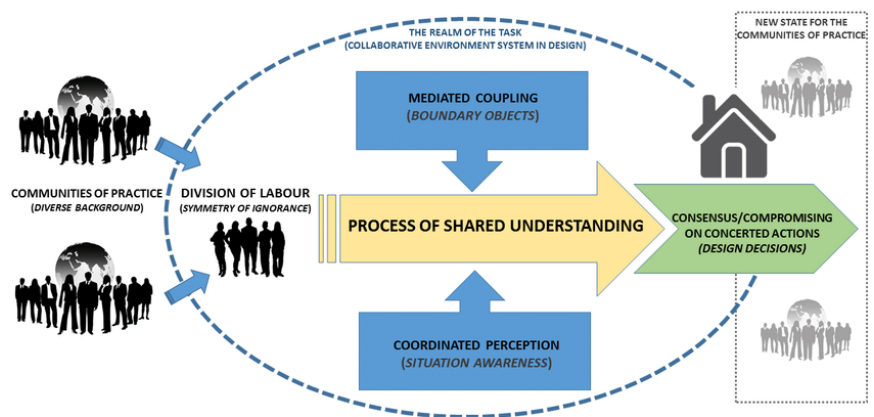 THE REALM OF THE TASK
(COLLABORATIVE ENVIRONMENT SYSTEM IN DESIGN)
NEW STATE FOR THE
COMMUNITIES OF PRACTICE
MEDIATED COUPLING
(BOUNDARY OBJECTS)
COMMUNITIES OF PRACTICE
(DIVERSE BACKGROUND)
DIVISION OF LABOUR
(SYMMETRY OF IGNORANCE)
PROCESS OF SHARED UNDERSTANDING
CONSENSUS/COMPROMISING
ON CONCERTED ACTIONS
(DESIGN DECISIONS)
COORDINATED PERCEPTION
(SITUATION AWARENESS)